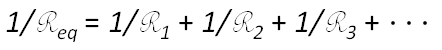 1/ℛeq = 1/ℛ1 + 1/ℛ2 + 1/ℛ3 + · · ·